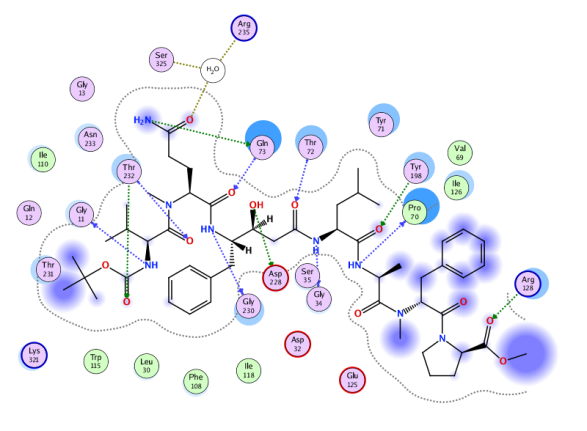 Arg
235
Ser
325
H₂O
Gly
13
H₂N
O
Gln
73
Thr
72
Tyr
71
Asn
233
Ile
110
Thr
232
Val
69
Tyr
198
Ile
126
Pro
70
N
O
OH
H
O
O
Gln
12
Gly
11
O
HN
H
N
H
HN
NH
Thr
231
O
O
Asp
228
Ser
35
Gly
34
Gly
230
O
N
O
O
N
O
Arg
128
Lys
321
Trp
115
Leu
30
Phe
108
Ile
118
Asp
32
Glu
125